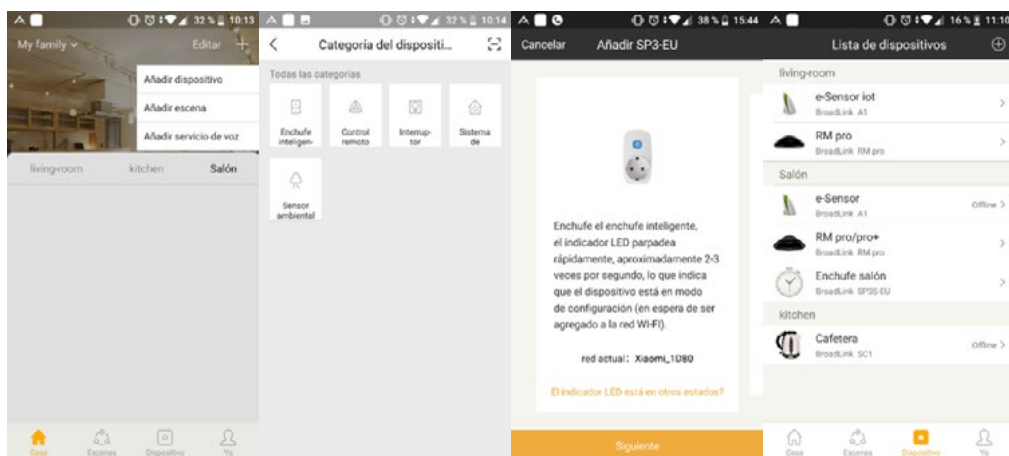 32 % 10:13
My family
Editar
Añadir dispositivo
Añadir escena
Añadir servicio de voz
living-room
kitchen
Salón
Casa
Escenas
Dispositivo
Yo
32 % 10:14
Categoría del dispositi...
Todas las categorias
Enchufe
inteligen-
Control
remoto
Interrup-
tor
Sistema
de
Sensor
ambiental
38 % 15:44
Cancelar
Añadir SP3-EU
Enchufe el enchufe inteligente,
el indicador LED parpadea
rápidamente, aproximadamente 2-3
veces por segundo, lo que indica
que el dispositivo está en modo
de configuración (en espera de ser
agregado a la red WI-FI).
red actual: Xiaomi_1D80
El indicador LED está en otros estados?
Siguiente
16 % 11:10
Lista de dispositivos
living-room
e-Sensor iot
BroadLink A1
RM pro
BroadLink RM pro
Salón
e-Sensor
BroadLink A1
Offline
RM pro/pro+
BroadLink RM pro
Enchufe salón
BroadLink SP3S-EU
kitchen
Cafetera
BroadLink SC1
Offline
Casa
Escenas
Dispositivo
Yo